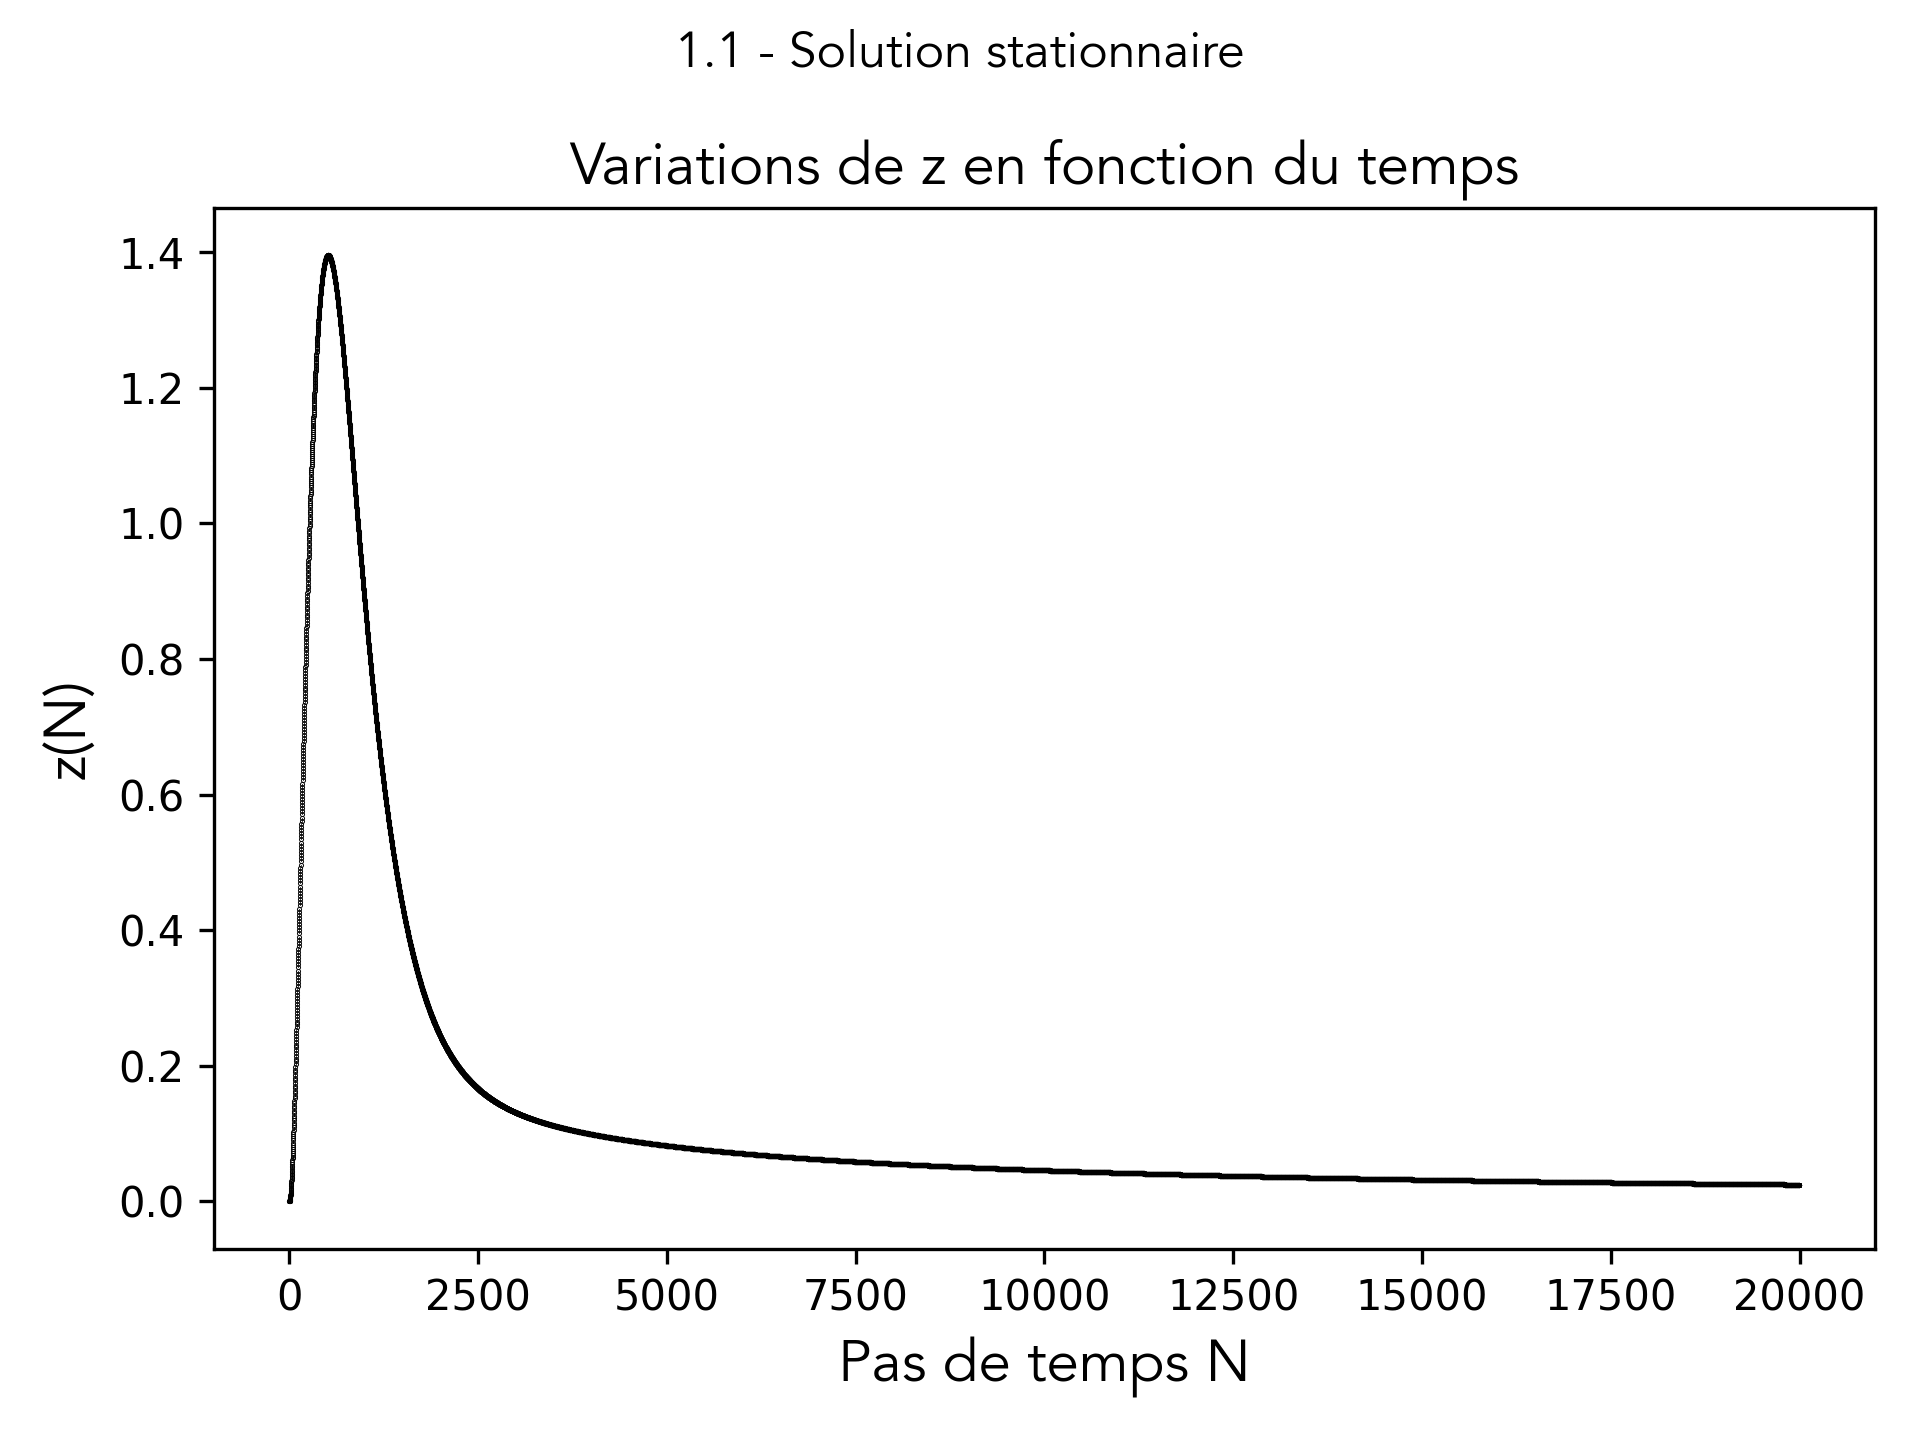 1.1 - Solution stationnaire
Variations de z en fonction du temps
z(N)
1.4
1.2
1.0
0.8
0.6
0.4
0.2
0.0
0 2500 5000 7500 10000 12500 15000 17500 20000
Pas de temps N